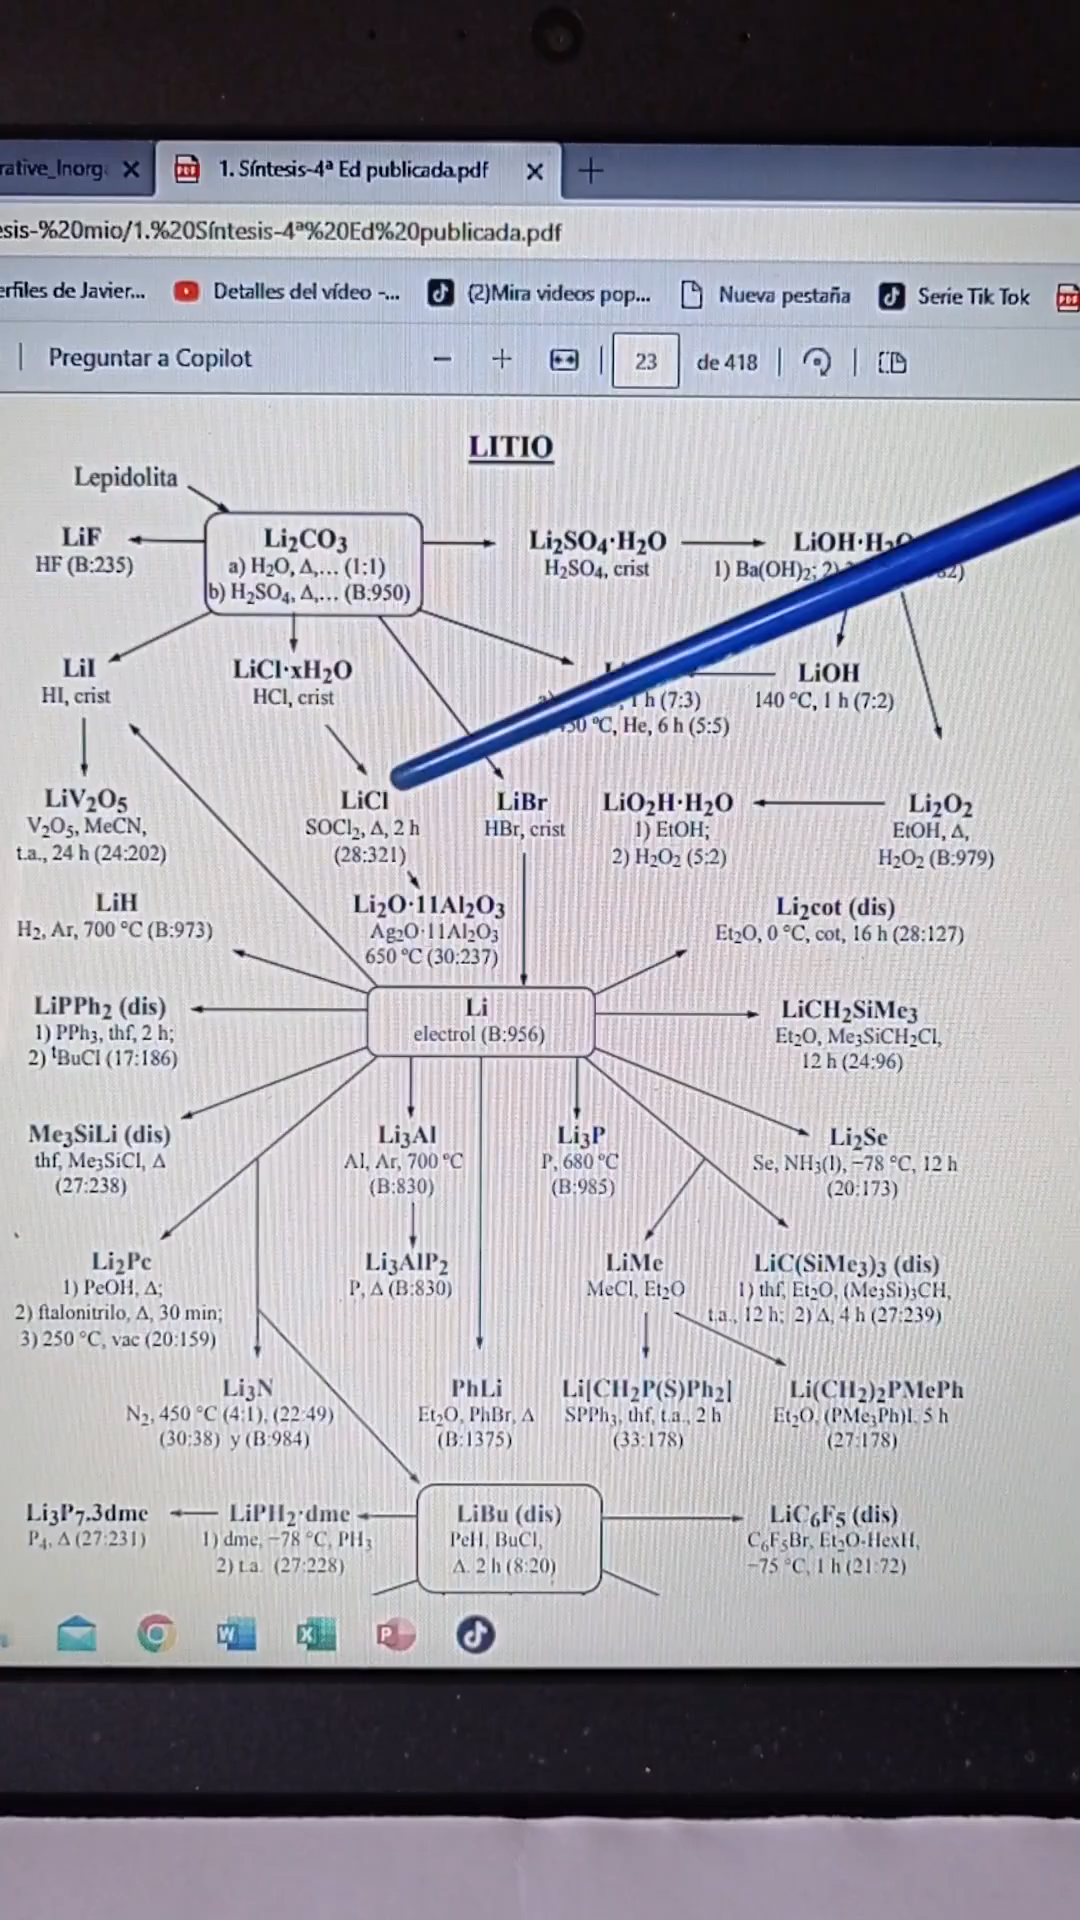 1. Síntesis-4ª Ed publicada.pdf
esis-%20mio/1.%20Síntesis-4ª%20Ed%20publicada.pdf
erfiles de Javier... Detalles del vídeo -... (2)Mira videos pop... Nueva pestaña Serie Tik Tok
Preguntar a Copilot 23 de 418
LITIO
Lepidolita
LiF
HF (B:235)
Li2CO3
a) H2O, Δ,... (1:1)
b) H2SO4, Δ,... (B:950)
Li2SO4·H2O
H2SO4, crist
LiOH·H2O
1) Ba(OH)2; 2)
LiI
HI, crist
LiCl·xH2O
HCl, crist
1 h (7:3)
°C, He, 6 h (5:5)
LiOH
140 °C, 1 h (7:2)
LiV2O5
V2O5, MeCN,
t.a., 24 h (24:202)
LiCl
SOCl2, Δ, 2 h
(28:321)
LiBr
HBr, crist
LiO2H·H2O
1) EtOH;
2) H2O2 (5:2)
Li2O2
EtOH, Δ,
H2O2 (B:979)
LiH
H2, Ar, 700 °C (B:973)
Li2O·11Al2O3
Ag2O·11Al2O3
650 °C (30:237)
Li2cot (dis)
Et2O, 0 °C, cot, 16 h (28:127)
LiPPh2 (dis)
1) PPh3, thf, 2 h;
2) tBuCl (17:186)
Li
electrol (B:956)
LiCH2SiMe3
Et2O, Me3SiCH2Cl,
12 h (24:96)
Me3SiLi (dis)
thf, Me3SiCl, Δ
(27:238)
Li3Al
Al, Ar, 700 °C
(B:830)
Li3P
P, 680 °C
(B:985)
Li2Se
Se, NH3(l), −78 °C, 12 h
(20:173)
Li2Pc
1) PeOH, Δ;
2) ftalonitrilo, Δ, 30 min;
3) 250 °C, vac (20:159)
Li3AlP2
P, Δ (B:830)
LiMe
MeCl, Et2O
LiC(SiMe3)3 (dis)
1) thf, Et2O, (Me3Si)3CH,
t.a., 12 h; 2) Δ, 4 h (27:239)
Li3N
N2, 450 °C (4:1), (22:49)
(30:38) y (B:984)
PhLi
Et2O, PhBr, Δ
(B:1375)
Li[CH2P(S)Ph2]
SPPh3, thf, t.a., 2 h
(33:178)
Li(CH2)2PMePh
Et2O, (PMe3Ph)I, 5 h
(27:178)
Li3P7.3dme
P4, Δ (27:231)
LiPH2·dme
1) dme, −78 °C, PH3
2) t.a. (27:228)
LiBu (dis)
PeH, BuCl,
Δ. 2 h (8:20)
LiC6F5 (dis)
C6F5Br, Et2O-HexH,
−75 °C, 1 h (21:72)